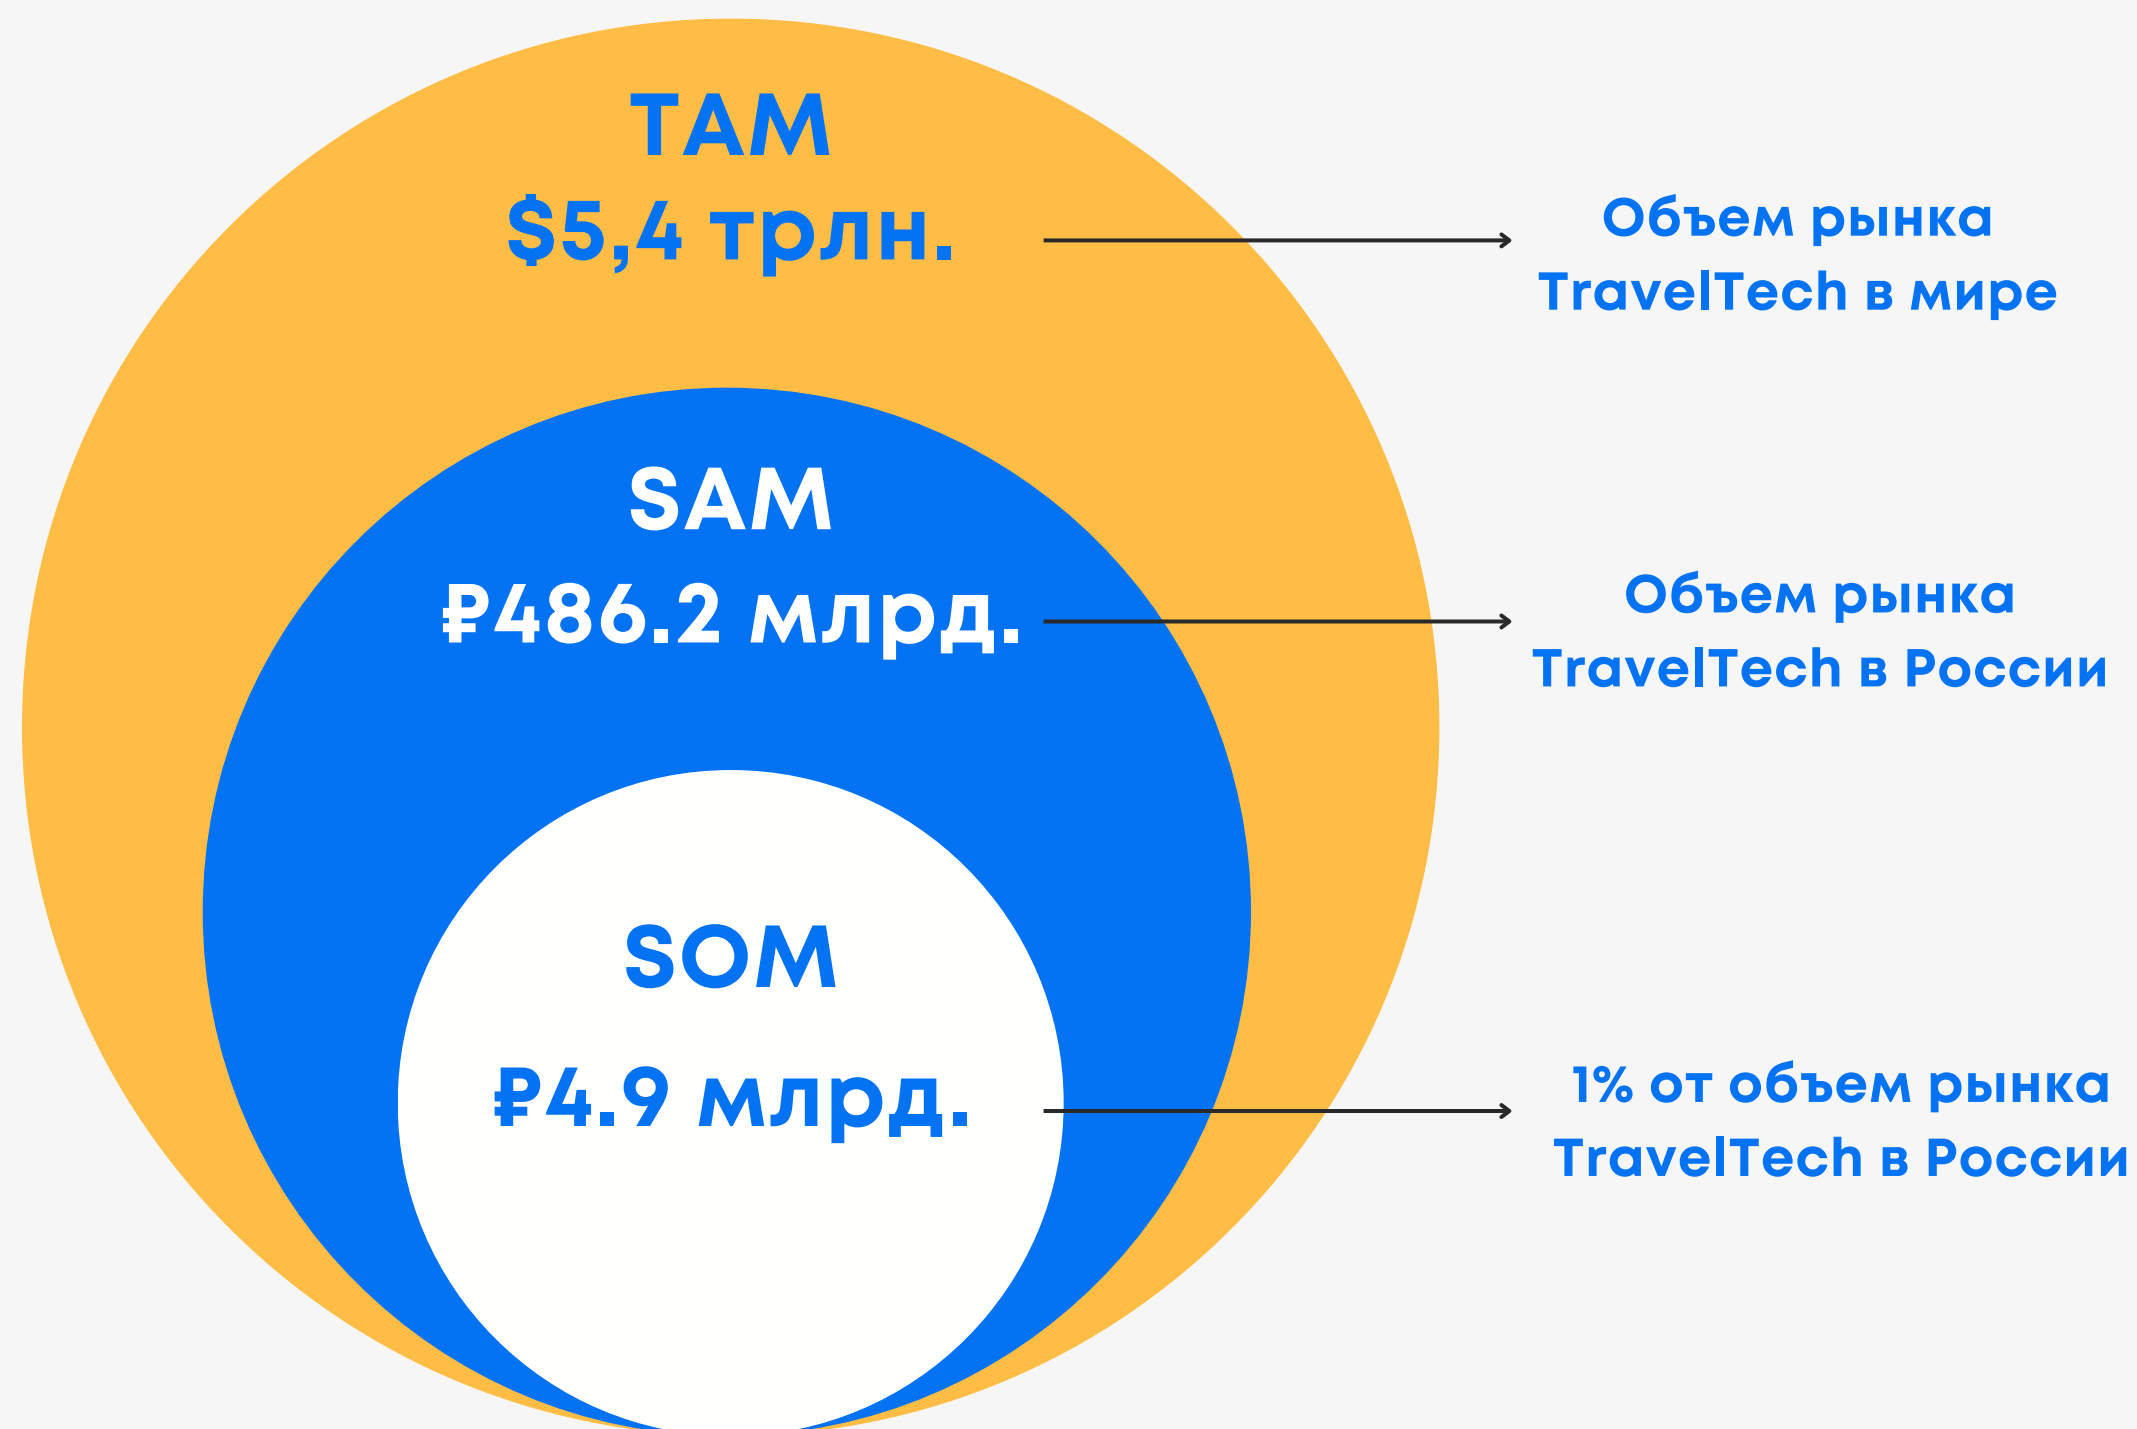 TAM
$5,4 трлн.
Объем рынка
TravelTech в мире
SAM
₽486.2 млрд.
Объем рынка
TravelTech в России
SOM
₽4.9 млрд.
1% от объем рынка
TravelTech в России